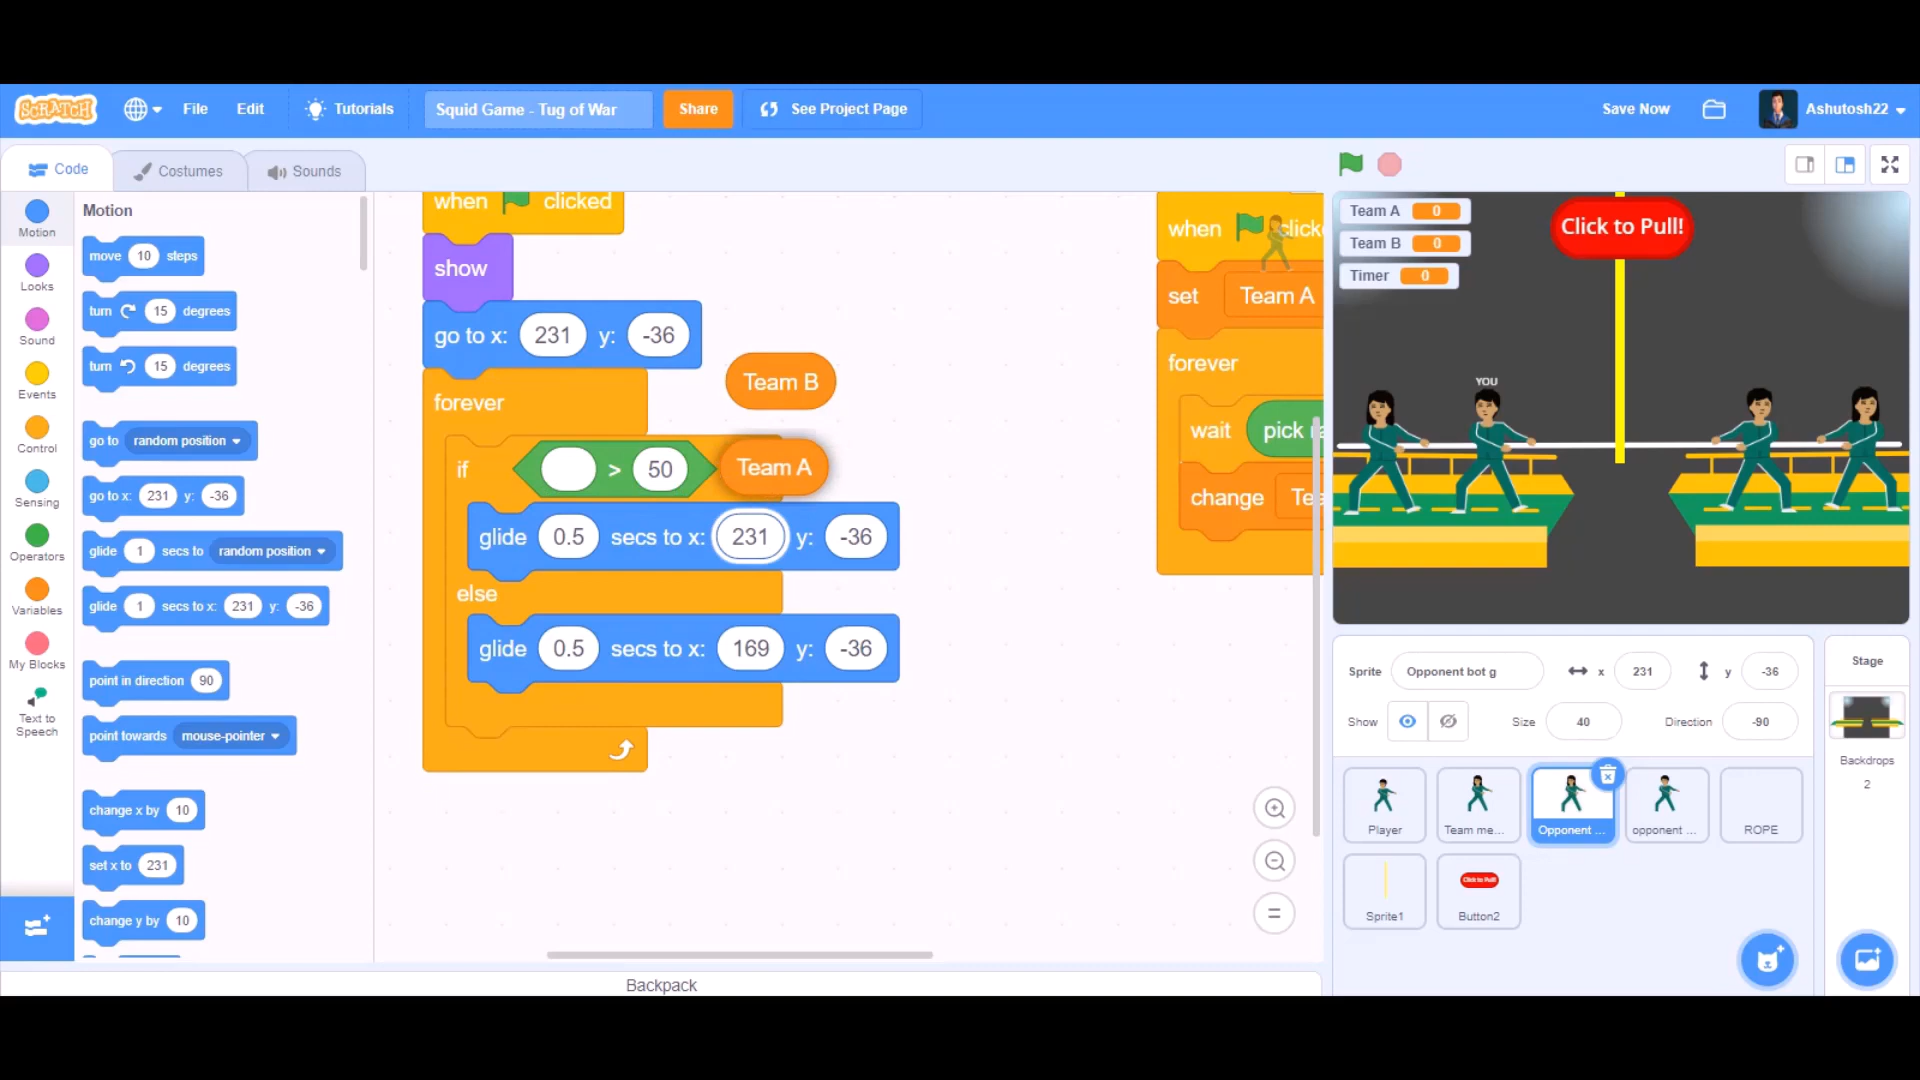 SCRATCH
File
Edit
Tutorials
Squid Game - Tug of War
Share
See Project Page
Save Now
Ashutosh22
Code
Costumes
Sounds
Motion
Looks
Sound
Events
Control
Sensing
Operators
Variables
My Blocks
Text to
Speech
Motion
move 10 steps
turn 15 degrees
turn 15 degrees
go to random position
go to x: 231 y: -36
glide 1 secs to random position
glide 1 secs to x: 231 y: -36
point in direction 90
point towards mouse-pointer
change x by 10
set x to 231
change y by 10
when clicked
show
go to x: 231 y: -36
forever
Team B
if > 50 Team A
glide 0.5 secs to x: 231 y: -36
else
glide 0.5 secs to x: 169 y: -36
when
set Team A
forever
wait pick
change
Backpack
Team A 0
Team B 0
Timer 0
Click to Pull!
YOU
Sprite Opponent bot g x 231 y -36
Show Size 40 Direction -90
Player
Team me...
Opponent ...
opponent ...
ROPE
Sprite1
Click to Pull!
Button2
Stage
Backdrops
2